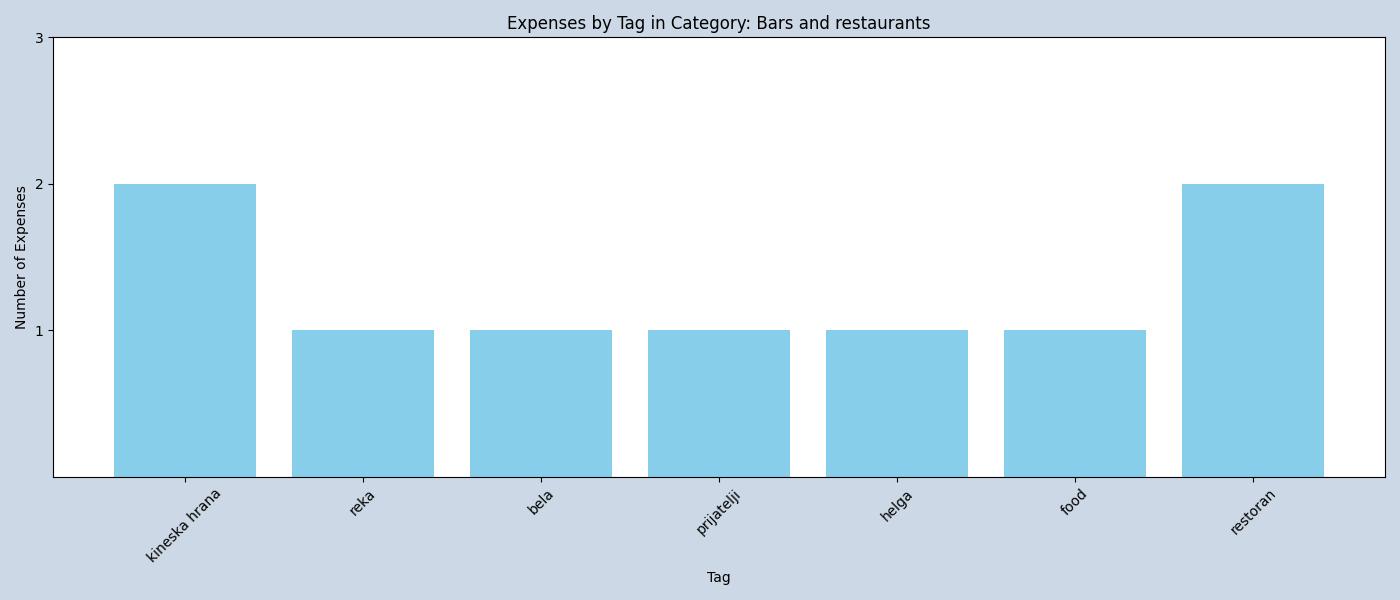 Expenses by Tag in Category: Bars and restaurants
3
2
1
Number of Expenses
kineska hrana
reka
bela
prijatelji
helga
food
restoran
Tag